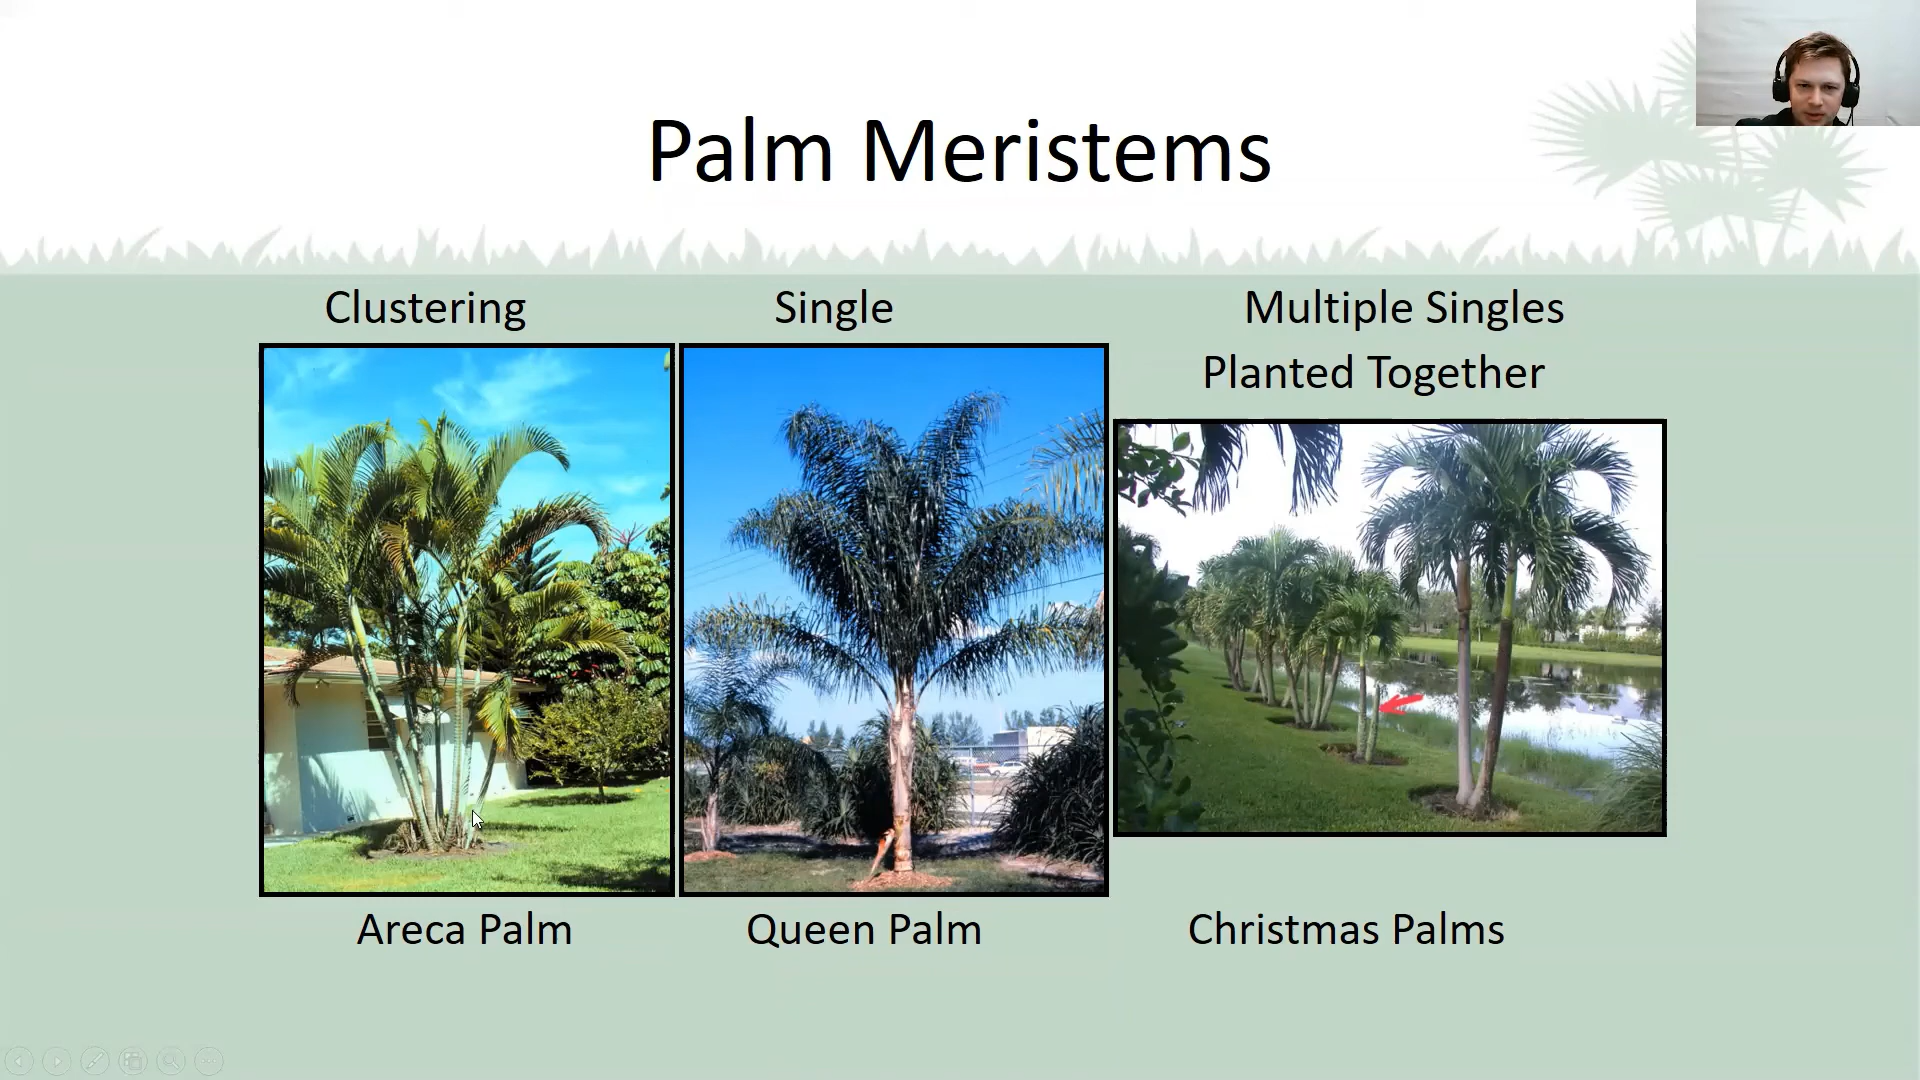 Palm Meristems
Clustering
Single
Multiple Singles
Planted Together
Areca Palm
Queen Palm
Christmas Palms